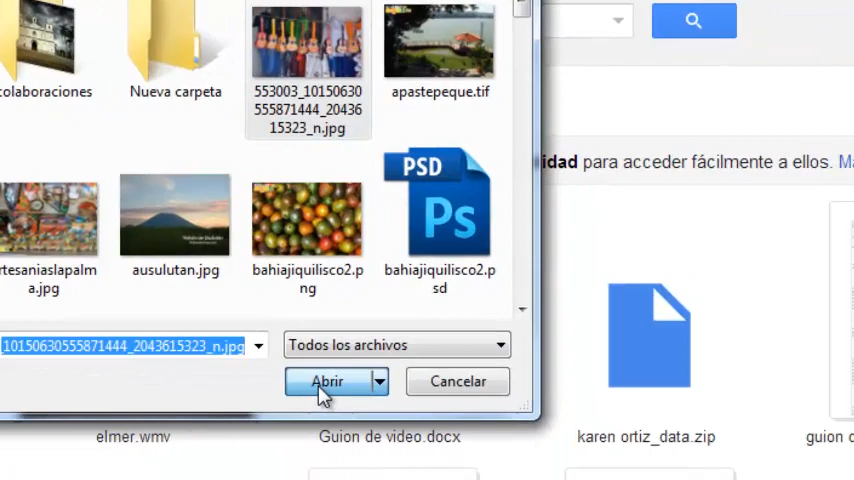 colaboraciones
Nueva carpeta
553003_10150630
555871444_20436
15323_n.jpg
apastepeque.tif
idad para acceder fácilmente a ellos. Má
PSD
Ps
rtesaniaslapalm
a.jpg
ausulutan.jpg
bahiajiquilisco2.p
ng
bahiajiquilisco2.p
sd
_10150630555871444_2043615323_n.jpg
Todos los archivos
Abrir
Cancelar
elmer.wmv
Guion de video.docx
karen ortiz_data.zip
guion d